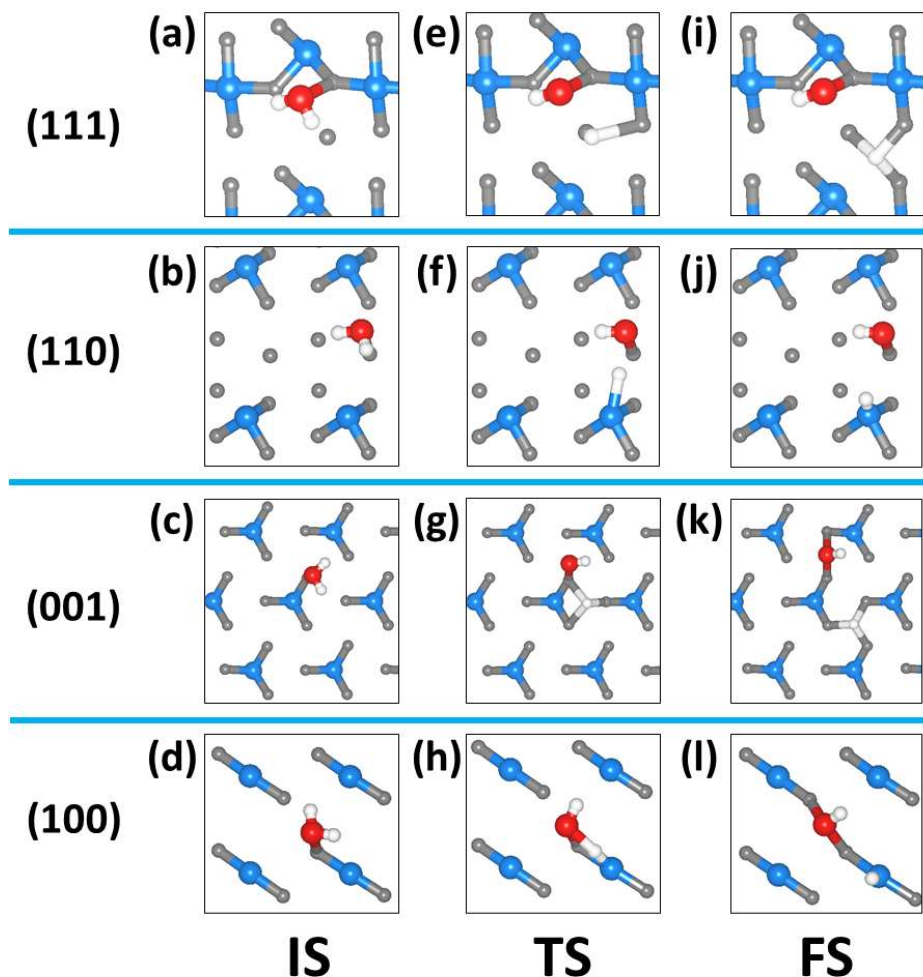 (a) (e) (i)
(111)
(b) (f) (j)
(110)
(c) (g) (k)
(001)
(d) (h) (l)
(100)
IS TS FS